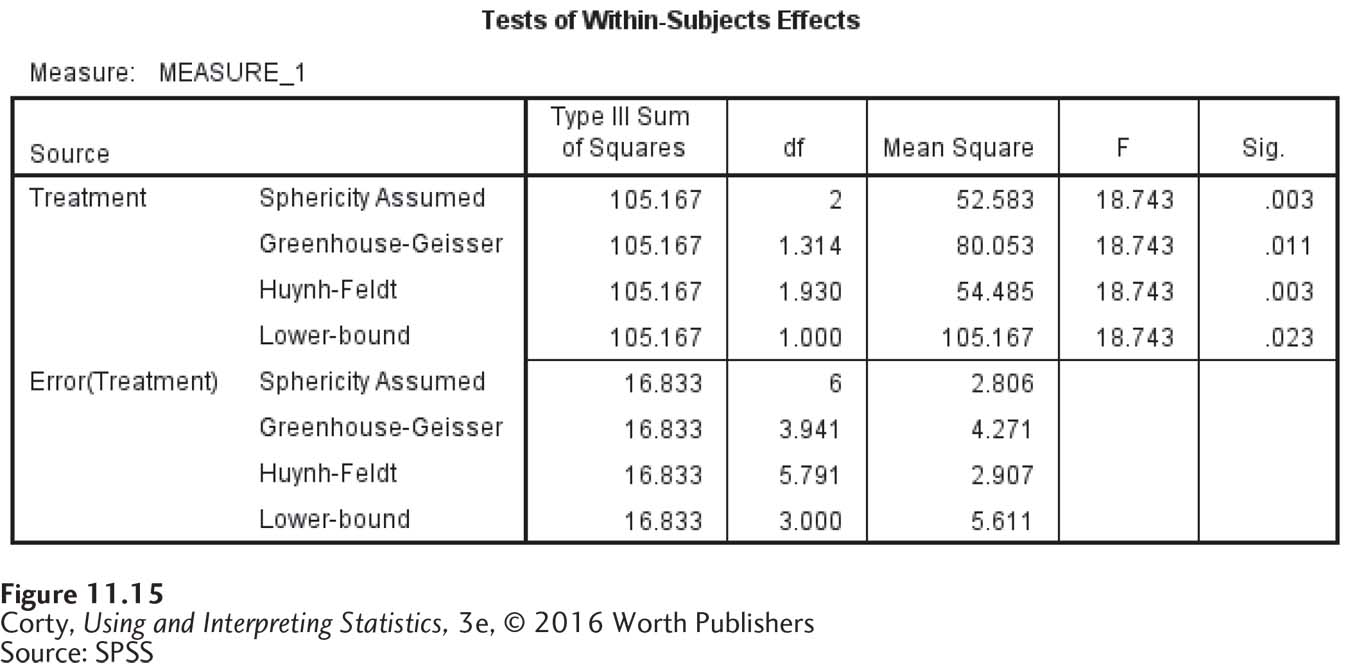 Tests of Within-Subjects Effects
Measure: MEASURE_1
Source Type III Sum of Squares df Mean Square F Sig.
Treatment Sphericity Assumed 105.167 2 52.583 18.743 .003
Greenhouse-Geisser 105.167 1.314 80.053 18.743 .011
Huynh-Feldt 105.167 1.930 54.485 18.743 .003
Lower-bound 105.167 1.000 105.167 18.743 .023
Error(Treatment) Sphericity Assumed 16.833 6 2.806
Greenhouse-Geisser 16.833 3.941 4.271
Huynh-Feldt 16.833 5.791 2.907
Lower-bound 16.833 3.000 5.611
Figure 11.15
Corty, Using and Interpreting Statistics, 3e, © 2016 Worth Publishers
Source: SPSS